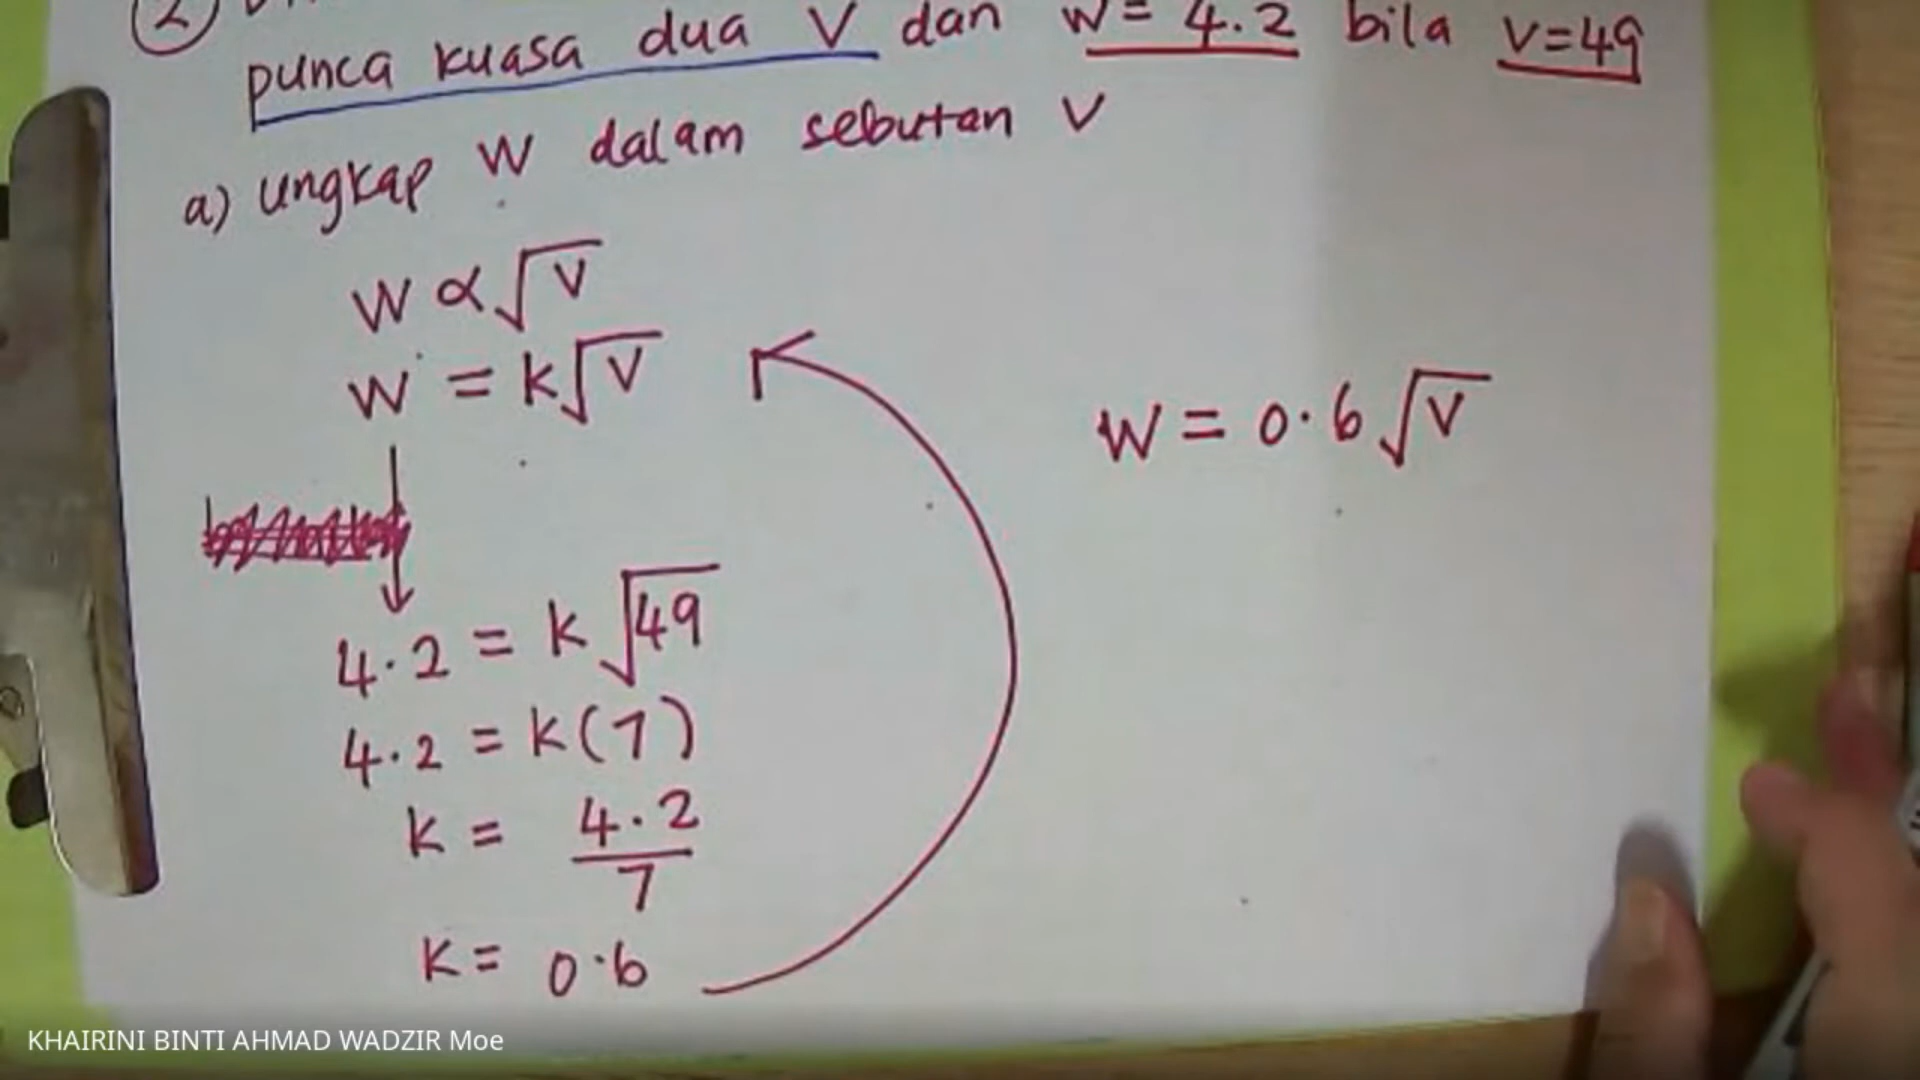 2
punca kuasa dua V dan W = 4.2 bila V=49
a) ungkap W dalam sebutan V
W ∝ √V
W = k√V
W = 0.6√V
4.2 = k√49
4.2 = k(7)
k = 4.2/7
k = 0.6
KHAIRINI BINTI AHMAD WADZIR Moe